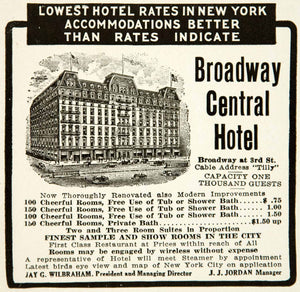 LOWEST HOTEL RATES IN NEW YORK
ACCOMMODATIONS BETTER
THAN RATES INDICATE
Broadway
Central
Hotel
Broadway at 3rd St.
Cable Address "Tilly"
CAPACITY ONE
THOUSAND GUESTS
Now Thoroughly Renovated also Modern Improvements
100 Cheerful Rooms, Free Use of Tub or Shower Bath......$ .75
150 Cheerful Rooms, Free Use of Tub or Shower Bath...... 1.00
100 Cheerful Rooms, Free Use of Tub or Shower Bath...... 1.50
150 Cheerful Rooms, Private Bath......$1.50 up
Two and Three Room Suites in Proportion
FINEST SAMPLE AND SHOW ROOMS IN THE CITY
First Class Restaurant at Prices within reach of All
Rooms may be engaged by wireless without expense
A representative of Hotel will meet Steamer by appointment
Latest birds eye view and map of New York City on application
JAY G. WILBRAHAM, President and Managing Director J. J. JORDAN Manager